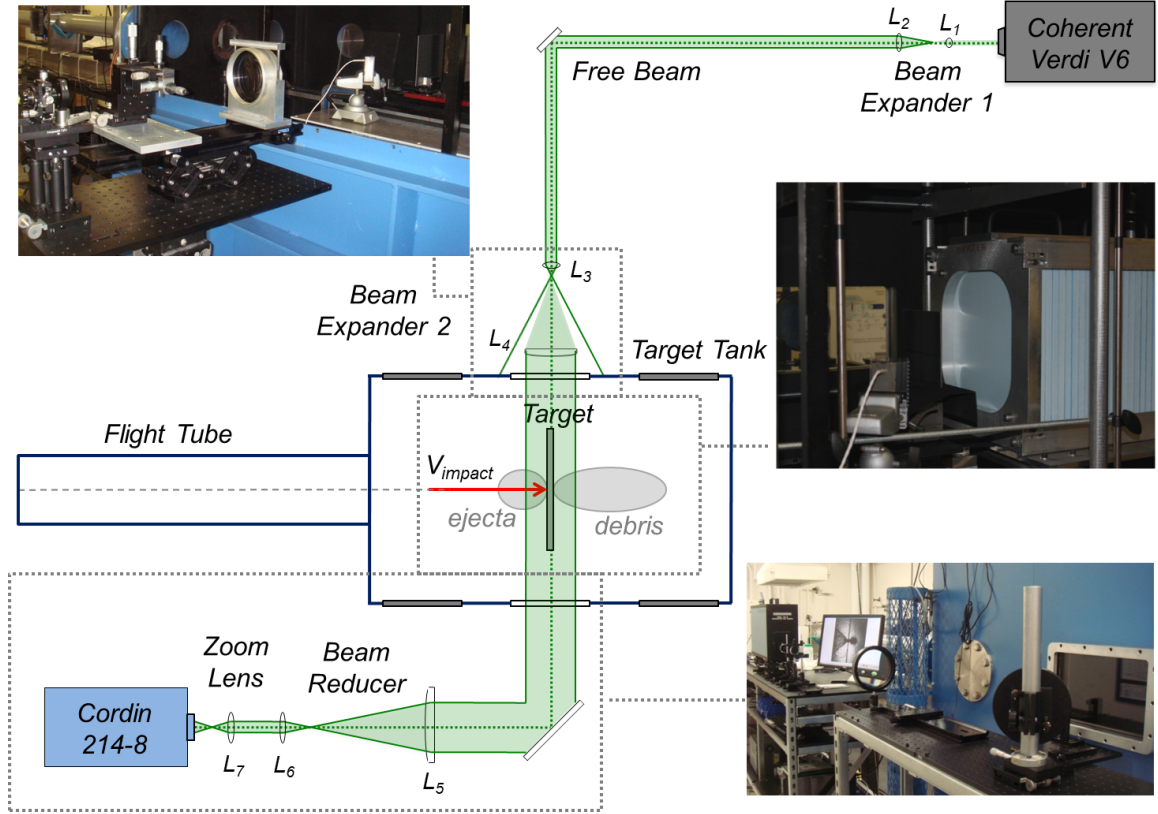 L2
L1
Coherent
Verdi V6
Free Beam
Beam
Expander 1
L3
Beam
Expander 2
L4
Target Tank
Target
Flight Tube
Vimpact
ejecta
debris
Zoom
Lens
Beam
Reducer
Cordin
214-8
L7
L6
L5